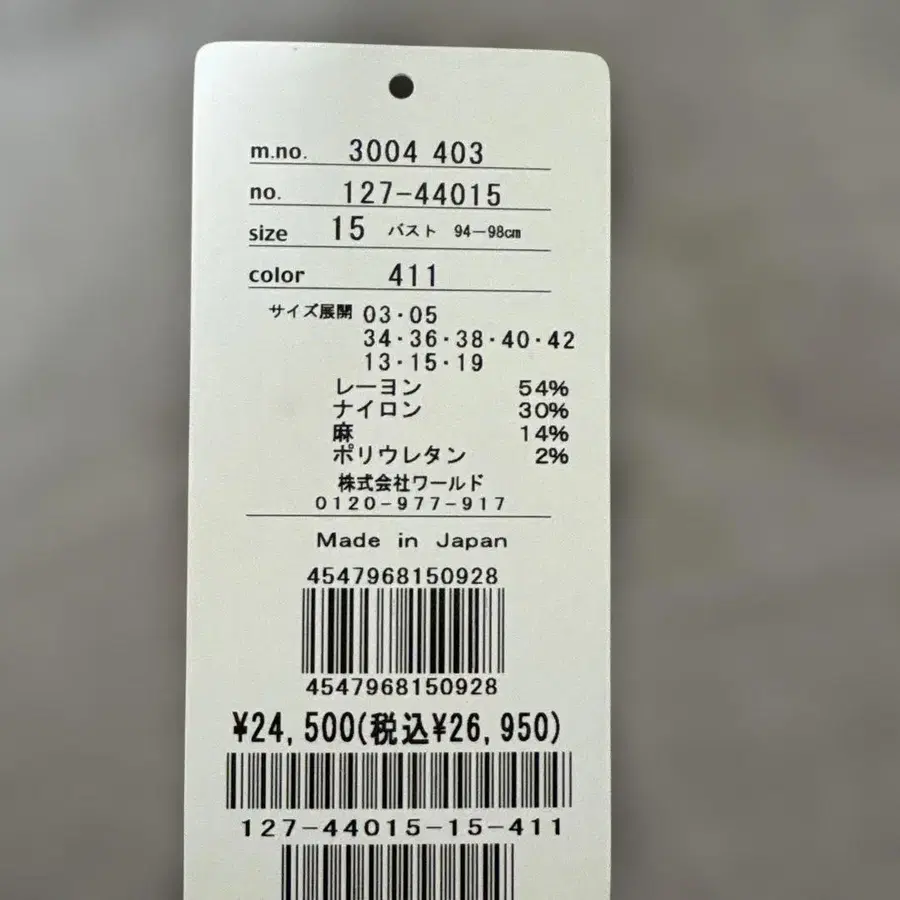 m.no. 3004 403
no. 127-44015
size 15 バスト 94-98㎝
color 411
サイズ展開 03・05
34・36・38・40・42
13・15・19
レーヨン 54%
ナイロン 30%
麻 14%
ポリウレタン 2%
株式会社ワールド
0120-977-917
Made in Japan
4547968150928
4547968150928
¥24,500(税込¥26,950)
127-44015-15-411